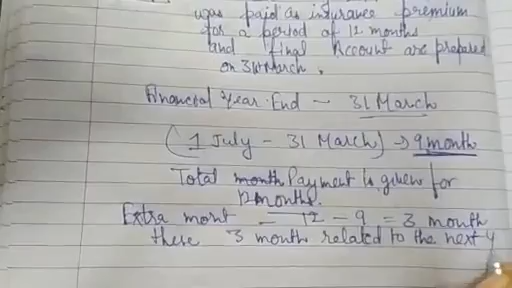 was paid as insurance premium
for a period of 12 months
and final Account are prepared
on 31st March.
Financial Year End - 31 March
(1 July - 31 March) → 9 month
Total month Payment is given for
12 months.
Extra mont = 12 - 9 = 3 month
these 3 month related to the next y